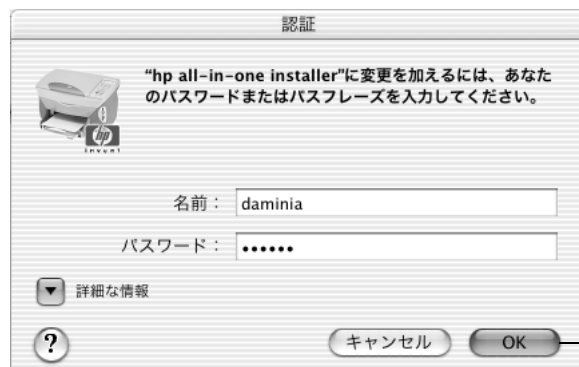 認証
“hp all-in-one installer”に変更を加えるには、あなた
のパスワードまたはパスフレーズを入力してください。
hp
invent
名前：
daminia
パスワード：
••••••
詳細な情報
?
キャンセル
OK